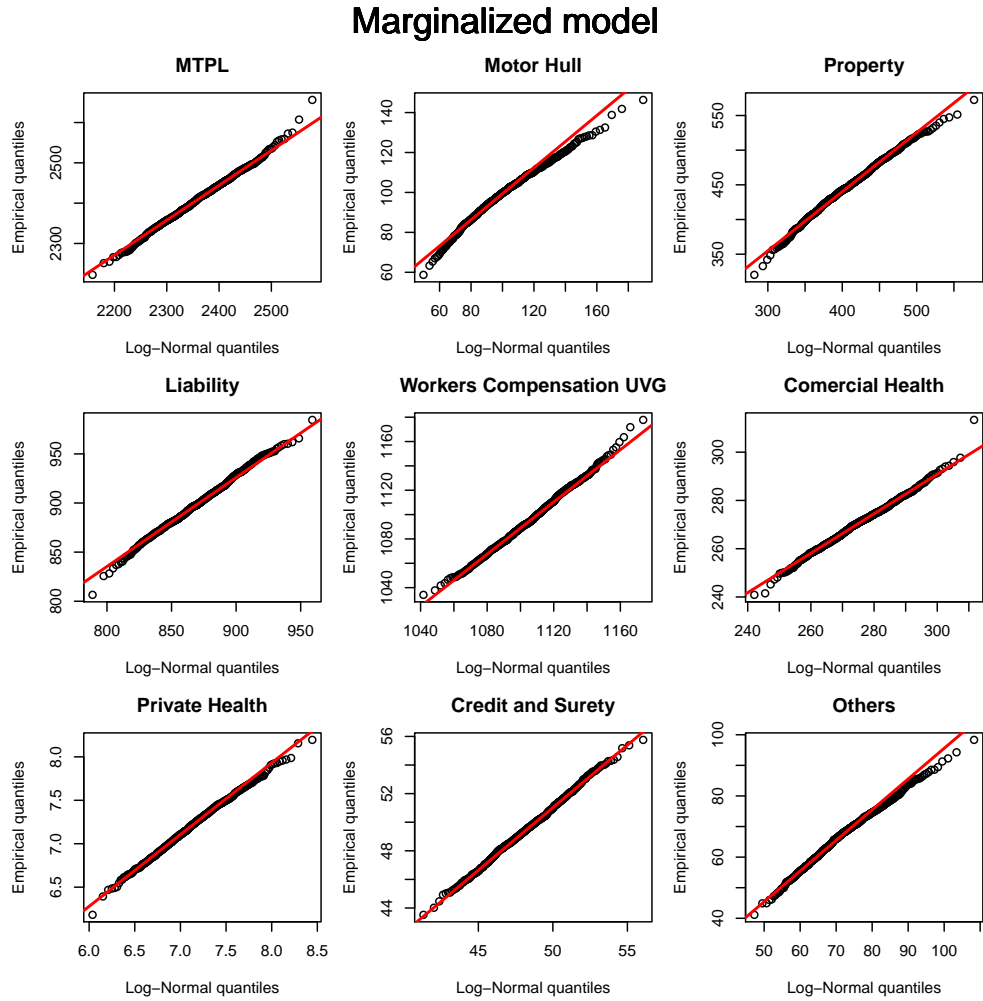 Marginalized model
MTPL
Motor Hull
Property
Empirical quantiles
2300 2500
2200 2300 2400 2500
Log−Normal quantiles
Empirical quantiles
60 80 100 120 140
60 80 120 160
Log−Normal quantiles
Empirical quantiles
350 450 550
300 400 500
Log−Normal quantiles
Liability
Workers Compensation UVG
Comercial Health
Empirical quantiles
800 850 900 950
800 850 900 950
Log−Normal quantiles
Empirical quantiles
1040 1080 1120 1160
1040 1080 1120 1160
Log−Normal quantiles
Empirical quantiles
240 260 280 300
240 260 280 300
Log−Normal quantiles
Private Health
Credit and Surety
Others
Empirical quantiles
6.5 7.0 7.5 8.0
6.0 6.5 7.0 7.5 8.0 8.5
Log−Normal quantiles
Empirical quantiles
44 48 52 56
45 50 55
Log−Normal quantiles
Empirical quantiles
40 60 80 100
50 60 70 80 90 100
Log−Normal quantiles